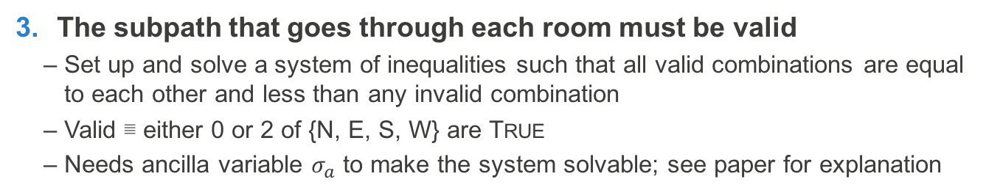 3. The subpath that goes through each room must be valid
– Set up and solve a system of inequalities such that all valid combinations are equal
to each other and less than any invalid combination
– Valid ≡ either 0 or 2 of {N, E, S, W} are TRUE
– Needs ancilla variable σₐ to make the system solvable; see paper for explanation